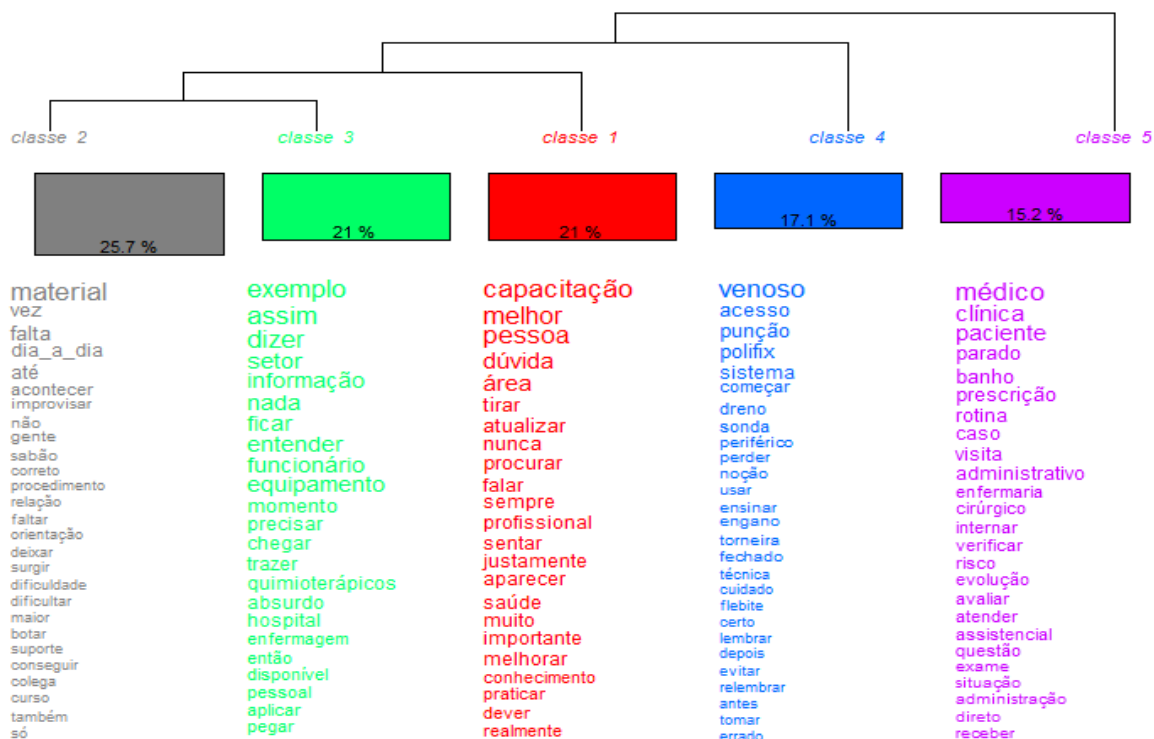 classe 2
classe 3
classe 1
classe 4
classe 5
25.7 %
21 %
21 %
17.1 %
15.2 %
material
vez
falta
dia_a_dia
até
acontecer
improvisar
não
gente
sabão
correto
procedimento
relação
faltar
orientação
deixar
surgir
dificuldade
dificultar
maior
botar
suporte
conseguir
colega
curso
também
só
exemplo
assim
dizer
setor
informação
nada
ficar
entender
funcionário
equipamento
momento
precisar
chegar
trazer
quimioterápicos
absurdo
hospital
enfermagem
então
disponível
pessoal
aplicar
pegar
capacitação
melhor
pessoa
dúvida
área
tirar
atualizar
nunca
procurar
falar
sempre
profissional
sentar
justamente
aparecer
saúde
muito
importante
melhorar
conhecimento
praticar
dever
realmente
venoso
acesso
punção
polifix
sistema
começar
dreno
sonda
periférico
perder
noção
usar
ensinar
engano
torneira
fechado
técnica
cuidado
flebite
certo
lembrar
depois
evitar
relembrar
antes
tomar
errado
médico
clínica
paciente
parado
banho
prescrição
rotina
caso
visita
administrativo
enfermaria
cirúrgico
internar
verificar
risco
evolução
avaliar
atender
assistencial
questão
exame
situação
administração
direto
receber